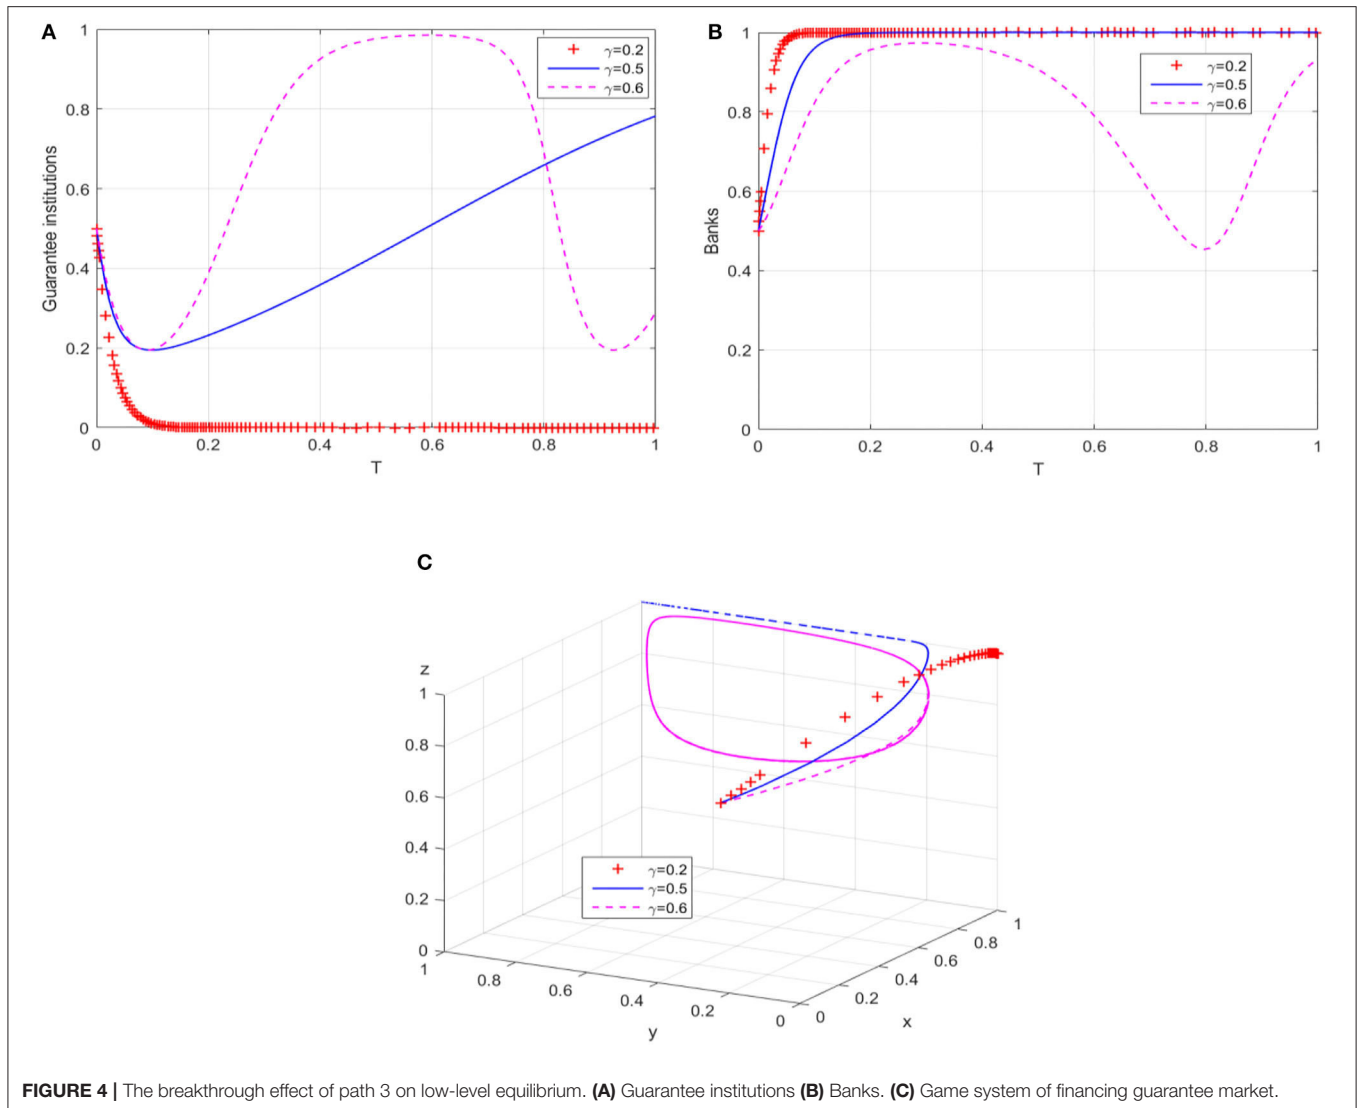 A
1
0.8
0.6
0.4
0.2
0
Guarantee institutions
γ=0.2
γ=0.5
γ=0.6
0 0.2 0.4 0.6 0.8 1
T
B
1
0.8
0.6
0.4
0.2
0
Banks
γ=0.2
γ=0.5
γ=0.6
0 0.2 0.4 0.6 0.8 1
T
C
z
1
0.8
0.6
0.4
0.2
0
γ=0.2
γ=0.5
γ=0.6
1 0.8 0.6 0.4 0.2 0
y
0 0.2 0.4 0.6 0.8 1
x
FIGURE 4 | The breakthrough effect of path 3 on low-level equilibrium. (A) Guarantee institutions (B) Banks. (C) Game system of financing guarantee market.